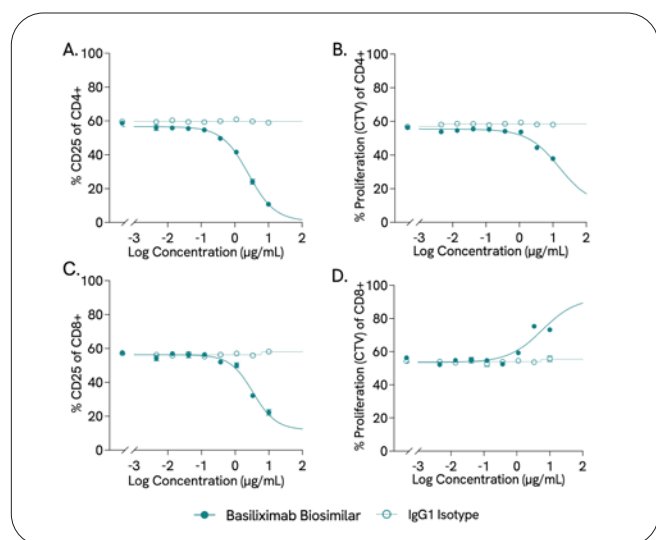 A.
% CD25 of CD4+
100
80
60
40
20
0
-3 -2 -1 0 1 2
Log Concentration (µg/mL)
B.
% Proliferation (CTV) of CD4+
100
80
60
40
20
0
-3 -2 -1 0 1 2
Log Concentration (µg/mL)
C.
% CD25 of CD8+
100
80
60
40
20
0
-3 -2 -1 0 1 2
Log Concentration (µg/mL)
D.
% Proliferation (CTV) of CD8+
100
80
60
40
20
0
-3 -2 -1 0 1 2
Log Concentration (µg/mL)
Basiliximab Biosimilar IgG1 Isotype